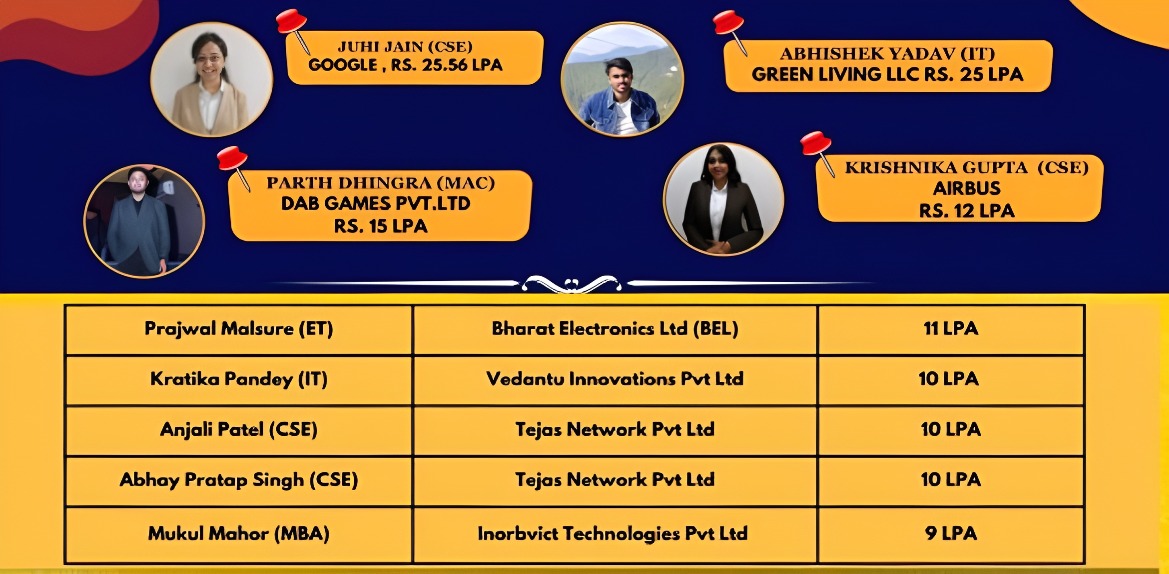 JUHI JAIN (CSE)
GOOGLE , RS. 25.56 LPA
ABHISHEK YADAV (IT)
GREEN LIVING LLC RS. 25 LPA
PARTH DHINGRA (MAC)
DAB GAMES PVT.LTD
RS. 15 LPA
KRISHNIKA GUPTA (CSE)
AIRBUS
RS. 12 LPA
Prajwal Malsure (ET) Bharat Electronics Ltd (BEL) 11 LPA
Kratika Pandey (IT) Vedantu Innovations Pvt Ltd 10 LPA
Anjali Patel (CSE) Tejas Network Pvt Ltd 10 LPA
Abhay Pratap Singh (CSE) Tejas Network Pvt Ltd 10 LPA
Mukul Mahor (MBA) Inorbvict Technologies Pvt Ltd 9 LPA